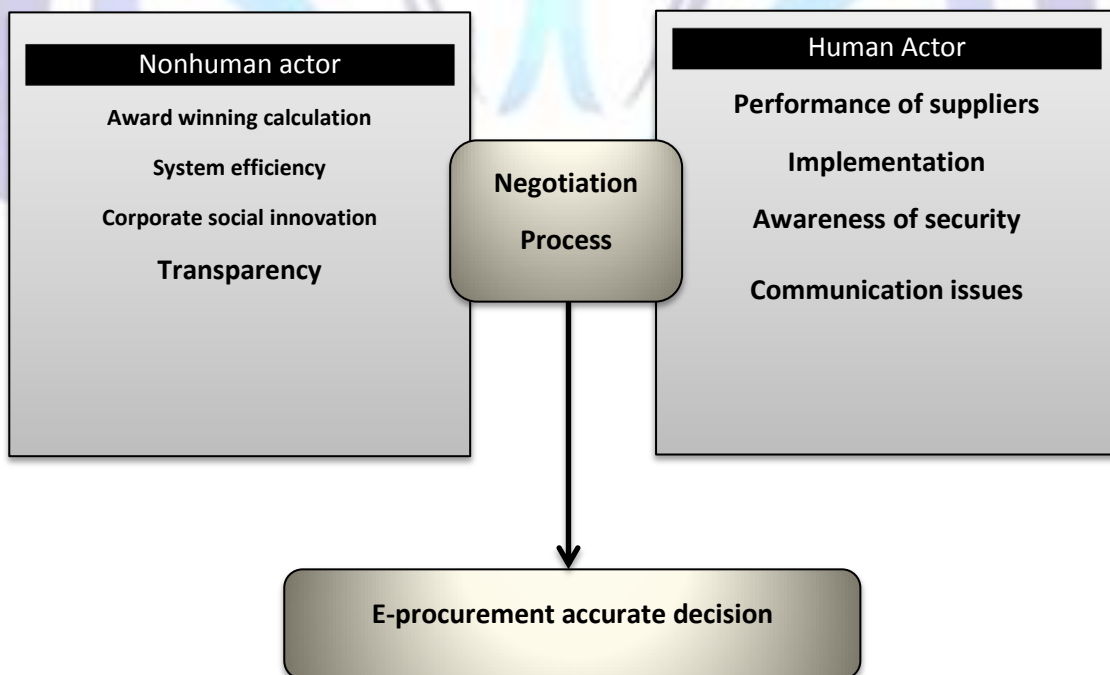 Nonhuman actor
Award winning calculation
System efficiency
Corporate social innovation
Transparency
Negotiation
Process
Human Actor
Performance of suppliers
Implementation
Awareness of security
Communication issues
E-procurement accurate decision